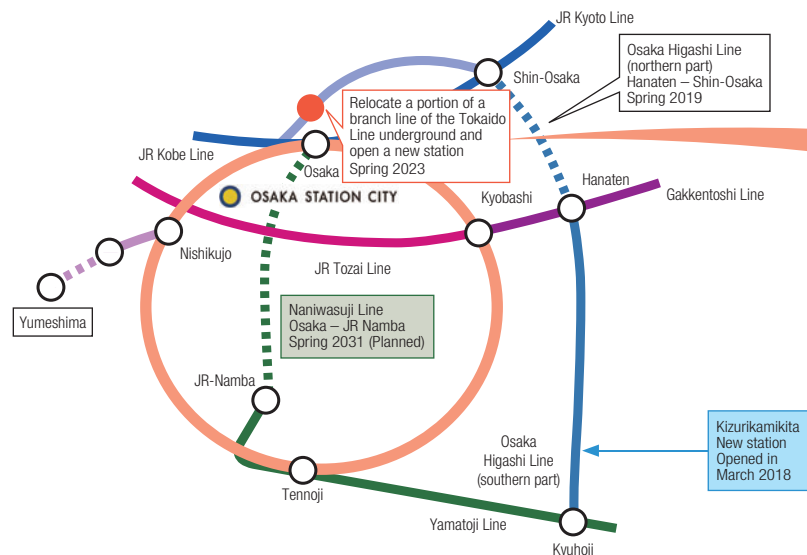 JR Kyoto Line
Shin-Osaka
Osaka Higashi Line
(northern part)
Hanaten – Shin-Osaka
Spring 2019
Relocate a portion of a
branch line of the Tokaido
Line underground and
open a new station
Spring 2023
JR Kobe Line
Osaka
OSAKA STATION CITY
Kyobashi
Hanaten
Gakkentoshi Line
Nishikujo
JR Tozai Line
Yumeshima
Naniwasuji Line
Osaka – JR Namba
Spring 2031 (Planned)
JR-Namba
Kizurikamikita
New station
Opened in
March 2018
Osaka
Higashi Line
(southern part)
Tennoji
Yamatoji Line
Kyuhoji